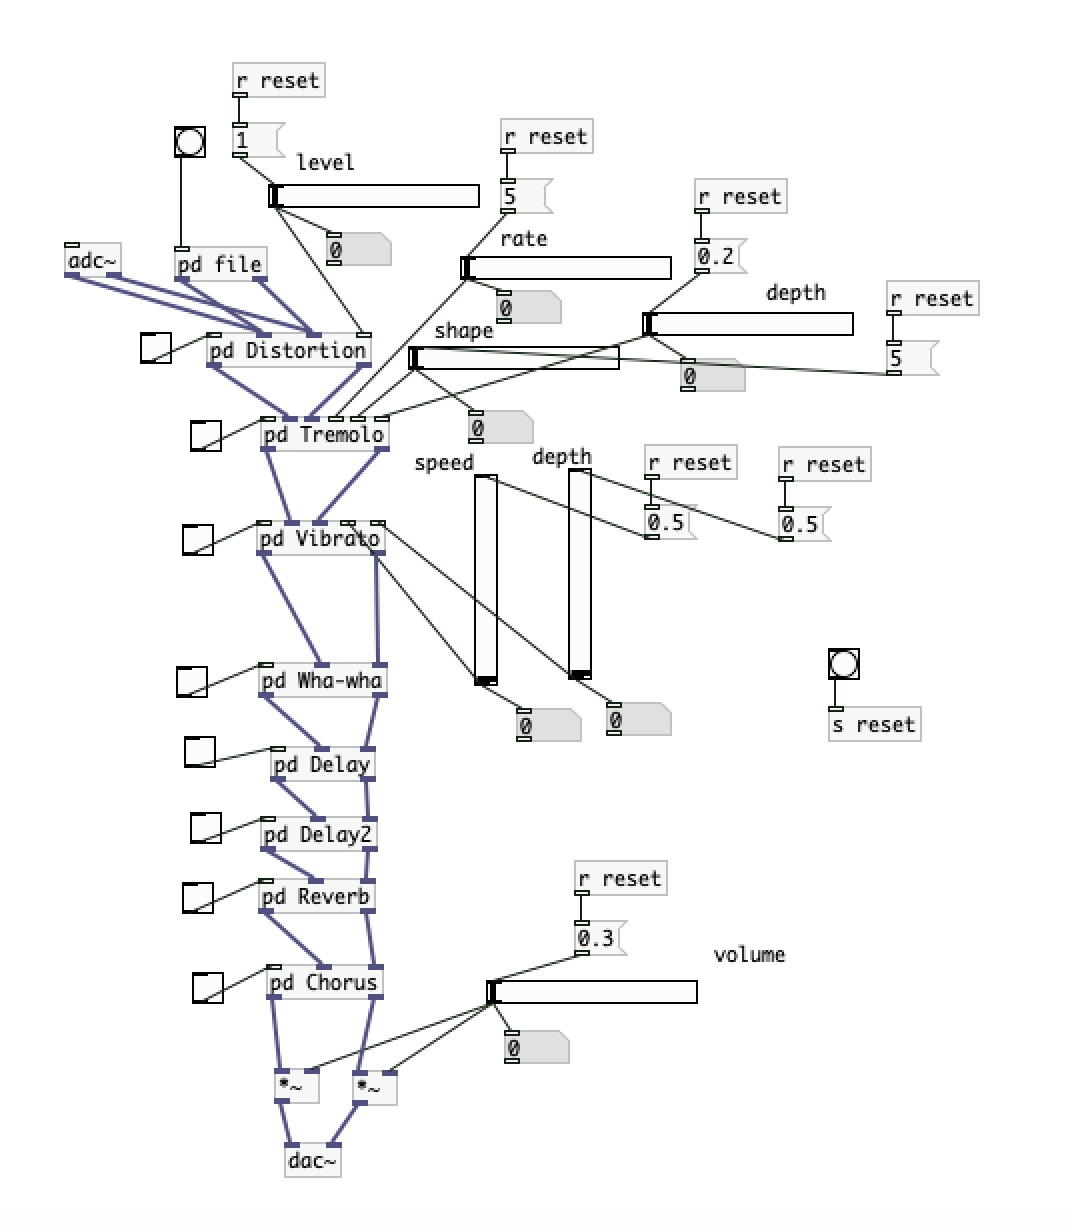 r reset
1
level
r reset
5
rate
r reset
0.2
depth
r reset
5
adc~
pd file
0
0
0
shape
pd Distortion
0
pd Tremolo
speed
depth
r reset
0.5
r reset
0.5
pd Vibrato
pd Wha-wha
0
0
s reset
pd Delay
pd Delay2
pd Reverb
r reset
0.3
volume
pd Chorus
0
*~
*~
dac~